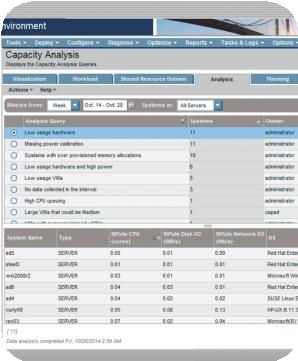 nvironment
Tools Deploy Configure Diagnose Optimize Reports Tasks & Logs Options
Capacity Analysis
Displays the Capacity Analysis Queries
Visualization Workload Shared Resource Domain Analysis Planning
Actions Help
Metrics from: Week Oct. 14 - Oct. 28 Systems in: All Servers
Analysis Query Systems Owner
Low usage hardware 11 administrator
Missing power calibration 11 administrator
Systems with over provisioned memory allocations 10 administrator
Low usage hardware and high power 6 administrator
Low usage VMs 5 administrator
No data collected in the interval 3 administrator
High CPU queuing 1 administrator
Large VMs that could be Medium 1 caped
System Name Type 90%ile CPU (cores) 90%ile Disk I/O (MB/s) 90%ile Network I/O (Mb/s) OS
ad5 SERVER 0.00 0.01 0.00 Red Hat Enter
ateel3 SERVER 0.01 0.01 0.00 Red Hat Enter
win2008r2 SERVER 0.03 0.01 0.01 Microsoft Win
ad6 SERVER 0.04 0.03 0.01 Red Hat Enter
ad4 SERVER 0.04 0.02 0.02 SUSE Linux E
curly00 SERVER 0.05 0.08 0.13 HP-UX B.11.3
rex03 SERVER 0.07 0.02 0.04 Microsoft(R)
[ 11]
Data analysis completed Fri, 10/26/2014 2:59 AM.